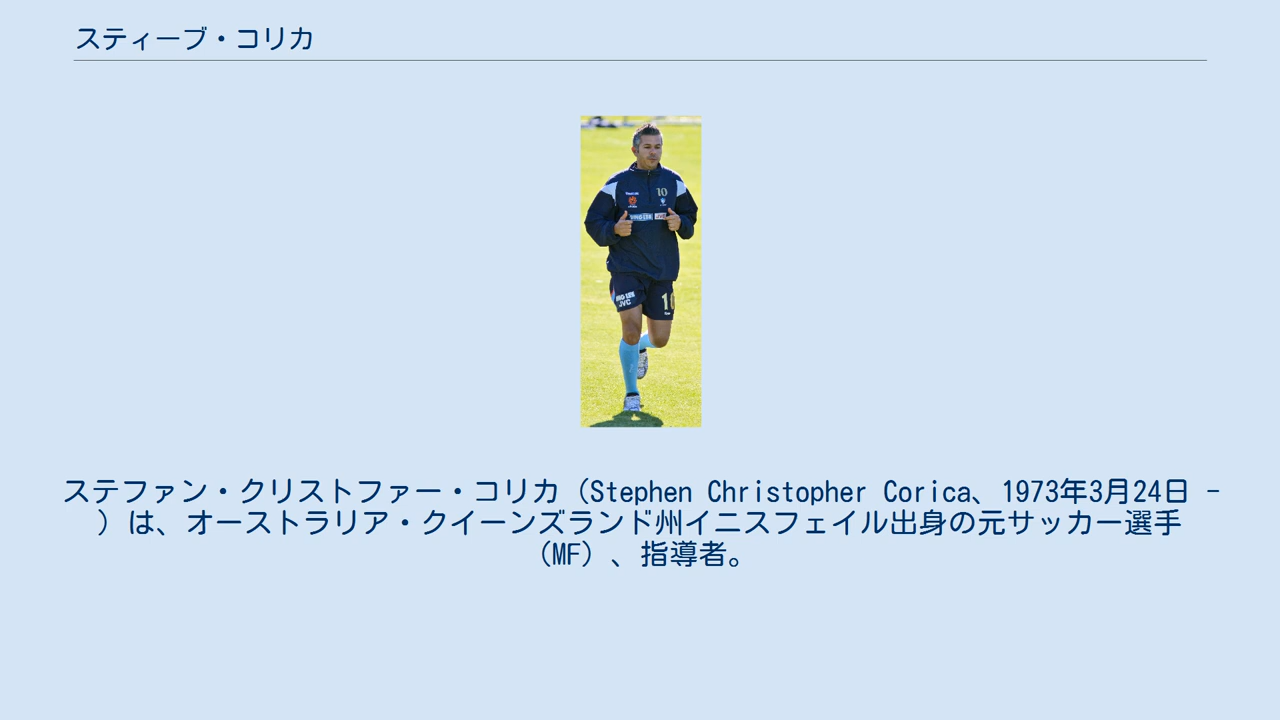 スティーブ・コリカ
10
JVC
10
ステファン・クリストファー・コリカ（Stephen Christopher Corica、1973年3月24日 -
）は、オーストラリア・クイーンズランド州イニスフェイル出身の元サッカー選手
（MF）、指導者。